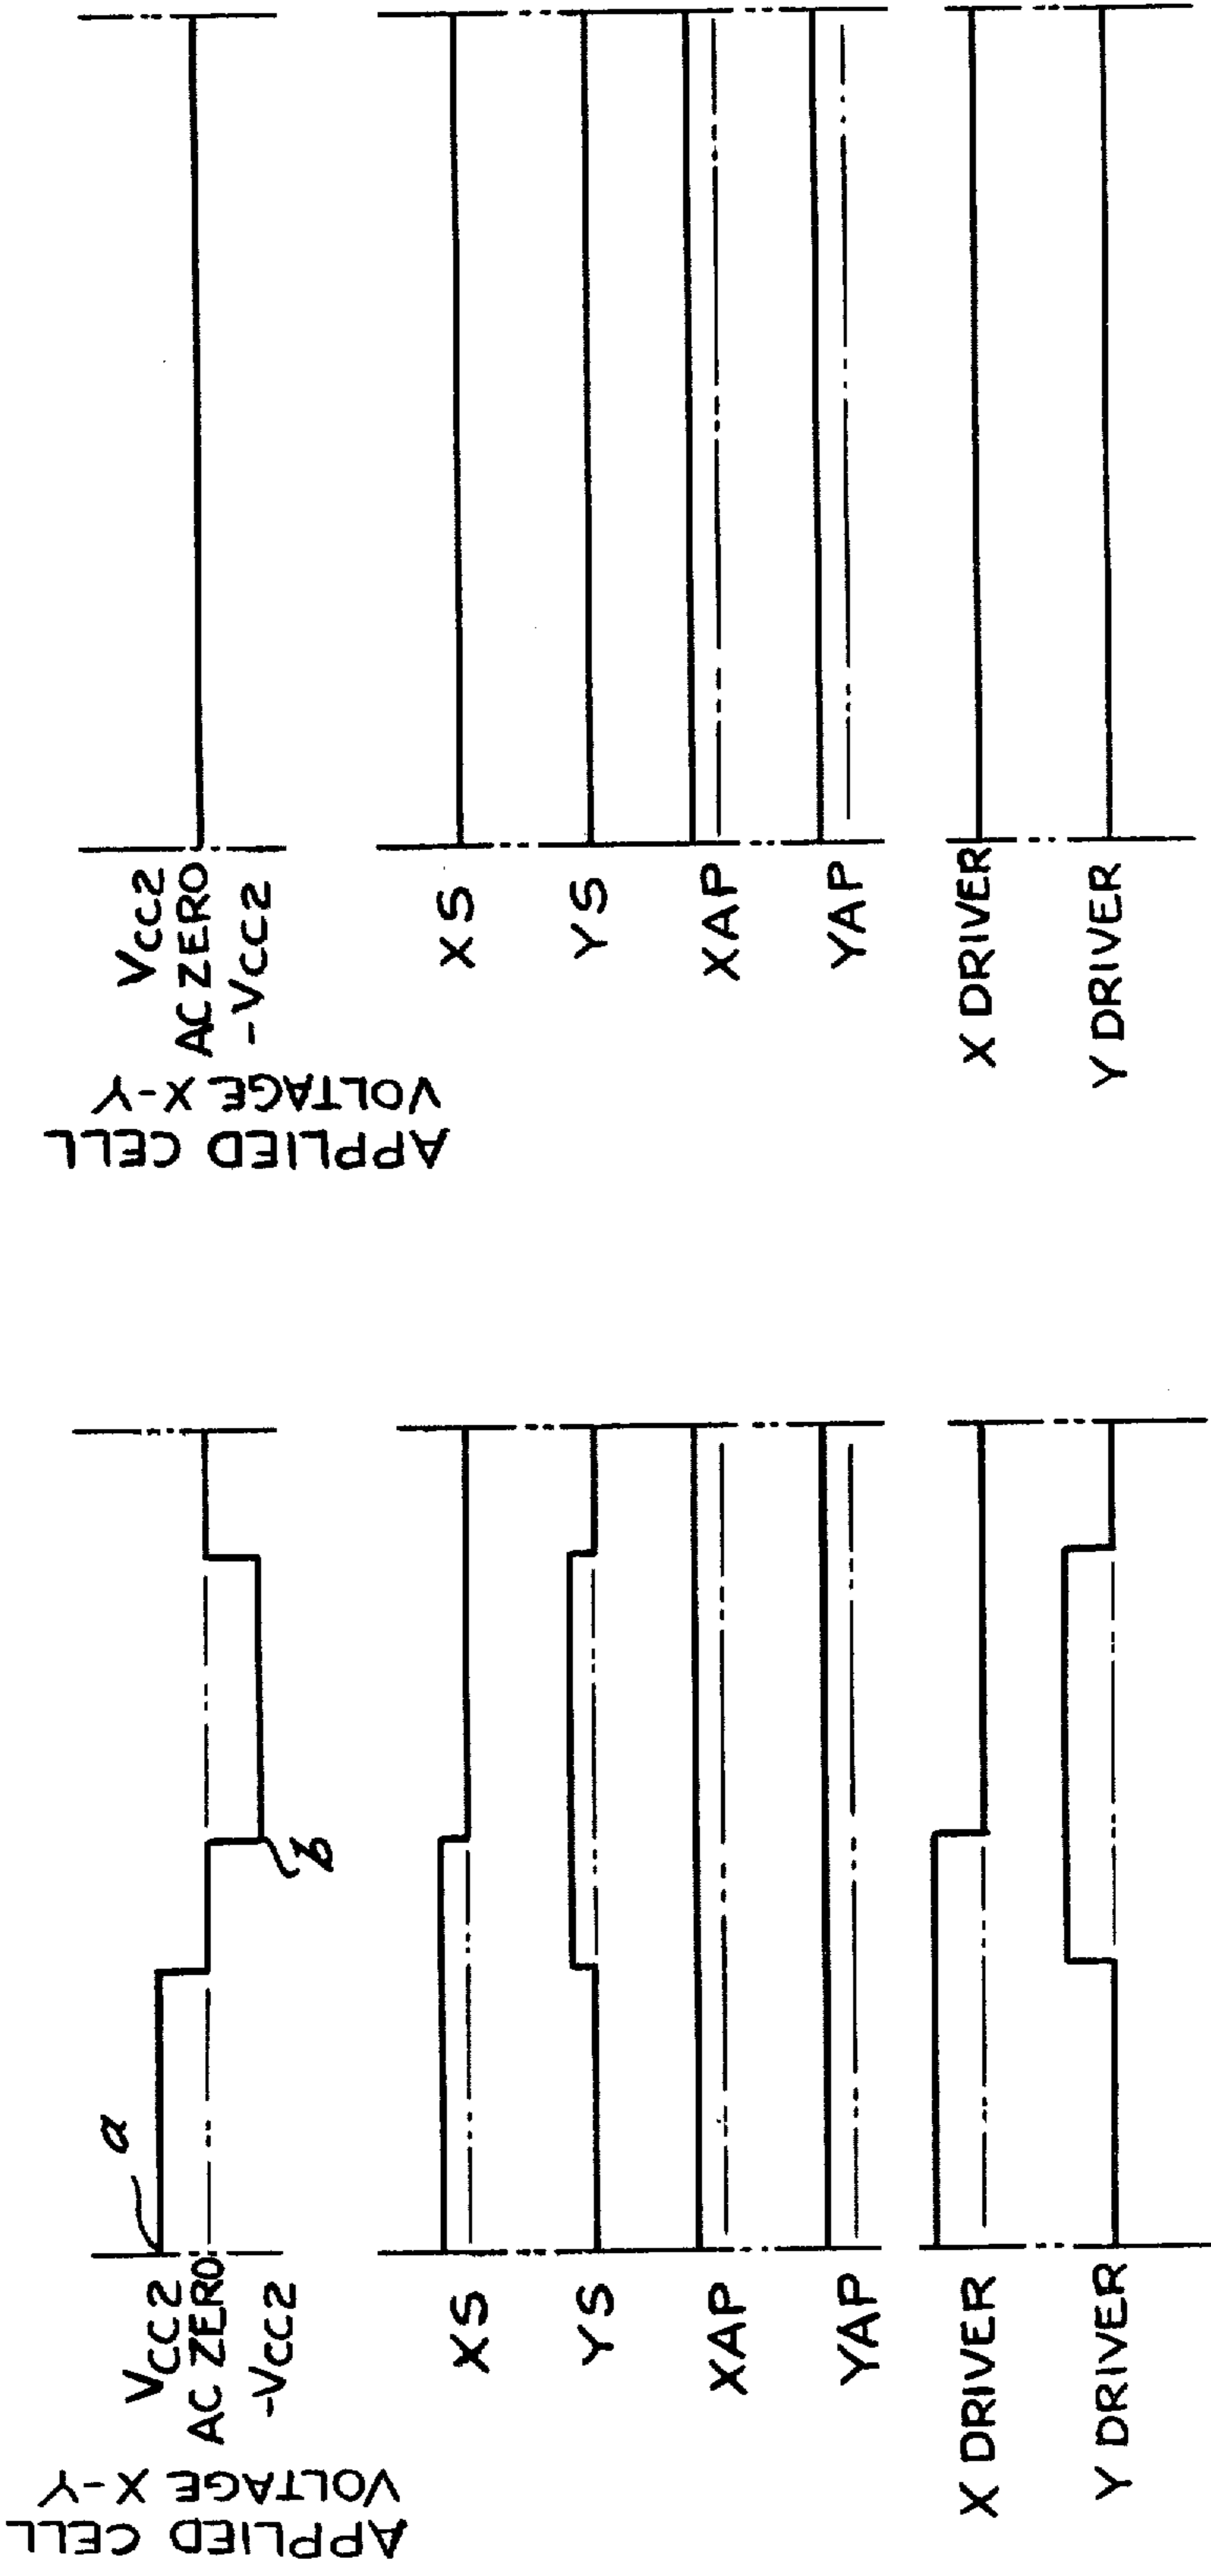 APPLIED CELL
VOLTAGE X-Y
VCC2
AC ZERO
-VCC2
a
b
XS
YS
XAP
YAP
X DRIVER
Y DRIVER
APPLIED CELL
VOLTAGE X-Y
VCC2
AC ZERO
-VCC2
XS
YS
XAP
YAP
X DRIVER
Y DRIVER